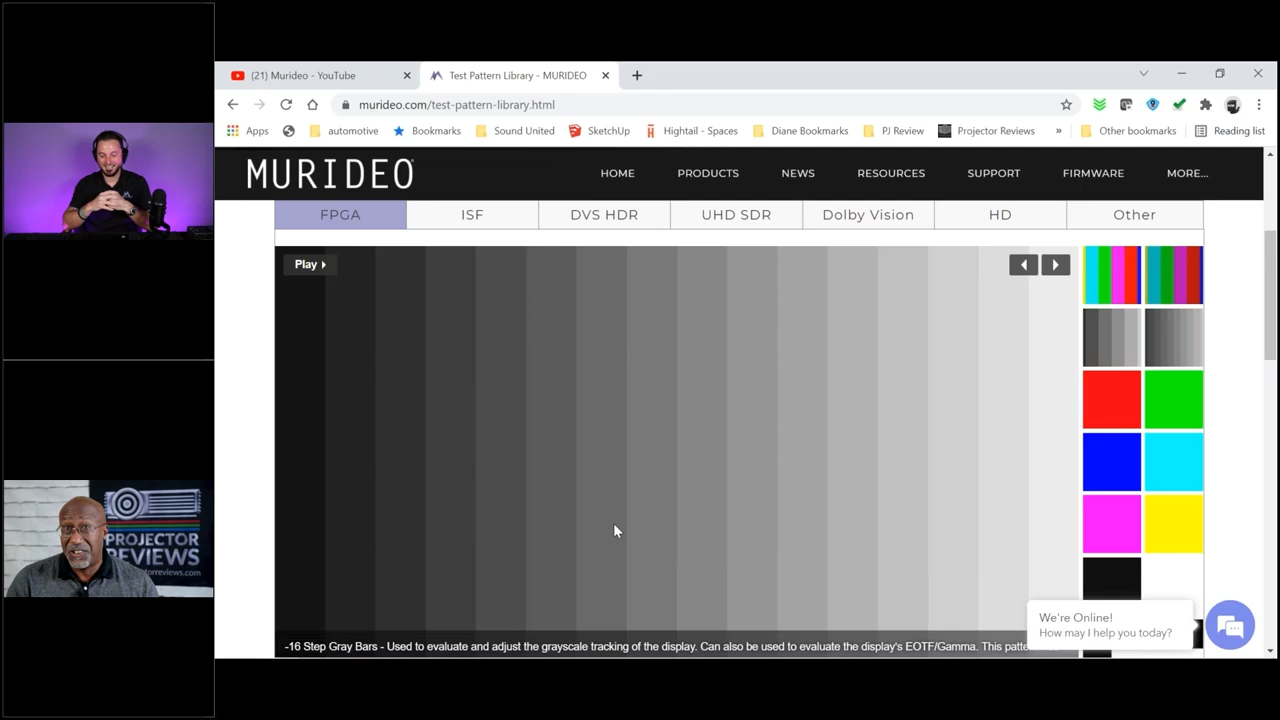 (21) Murideo - YouTube
Test Pattern Library - MURIDEO
murideo.com/test-pattern-library.html
Apps
automotive
Bookmarks
Sound United
SketchUp
Hightail - Spaces
Diane Bookmarks
PJ Review
Projector Reviews
»
Other bookmarks
Reading list
MURIDEO
HOME
PRODUCTS
NEWS
RESOURCES
SUPPORT
FIRMWARE
MORE...
FPGA
ISF
DVS HDR
UHD SDR
Dolby Vision
HD
Other
Play
PROJECTOR
REVIEWS
We're Online!
How may I help you today?
-16 Step Gray Bars - Used to evaluate and adjust the grayscale tracking of the display. Can also be used to evaluate the display's EOTF/Gamma. This